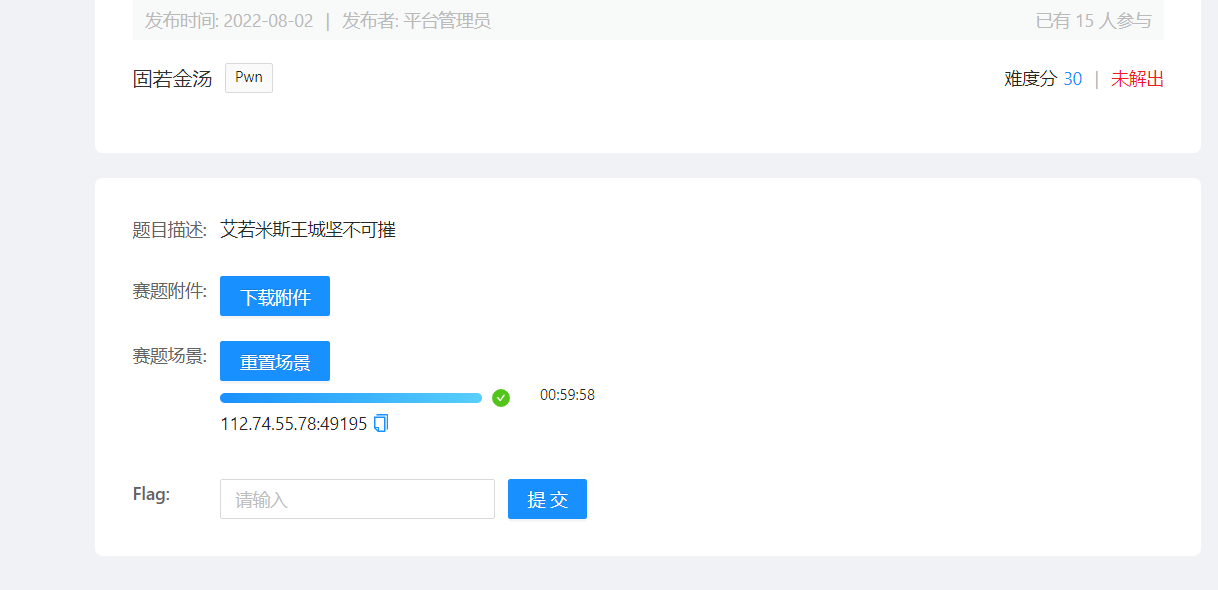 发布时间: 2022-08-02 | 发布者: 平台管理员 已有 15 人参与
固若金汤 Pwn 难度分 30 | 未解出
题目描述: 艾若米斯王城坚不可摧
赛题附件: 下载附件
赛题场景: 重置场景
00:59:58
112.74.55.78:49195
Flag: 请输入 提 交